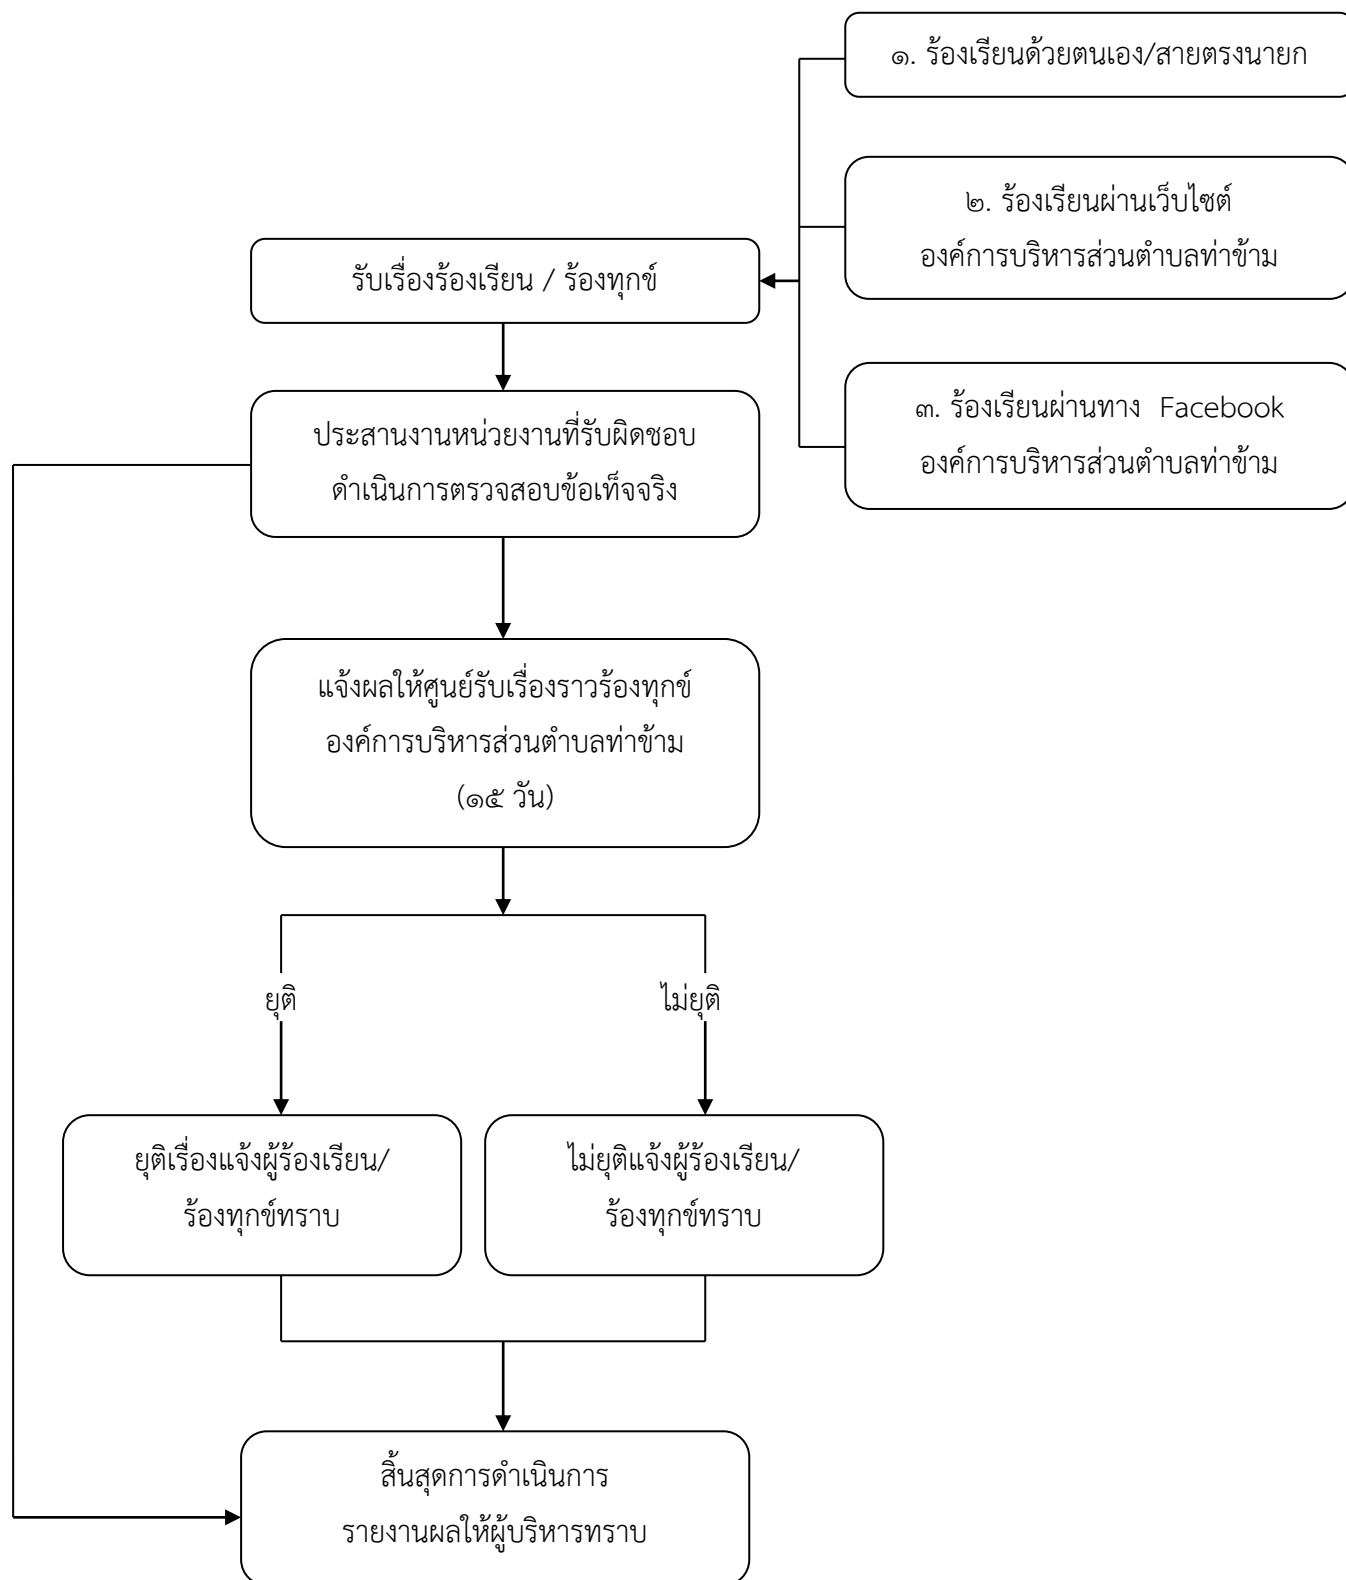 ๑. ร้องเรียนด้วยตนเอง/สายตรงนายก
๒. ร้องเรียนผ่านเว็บไซต์
องค์การบริหารส่วนตำบลท่าข้าม
๓. ร้องเรียนผ่านทาง Facebook
องค์การบริหารส่วนตำบลท่าข้าม
รับเรื่องร้องเรียน / ร้องทุกข์
ประสานงานหน่วยงานที่รับผิดชอบ
ดำเนินการตรวจสอบข้อเท็จจริง
แจ้งผลให้ศูนย์รับเรื่องราวร้องทุกข์
องค์การบริหารส่วนตำบลท่าข้าม
(๑๕ วัน)
ยุติ
ไม่ยุติ
ยุติเรื่องแจ้งผู้ร้องเรียน/
ร้องทุกข์ทราบ
ไม่ยุติแจ้งผู้ร้องเรียน/
ร้องทุกข์ทราบ
สิ้นสุดการดำเนินการ
รายงานผลให้ผู้บริหารทราบ